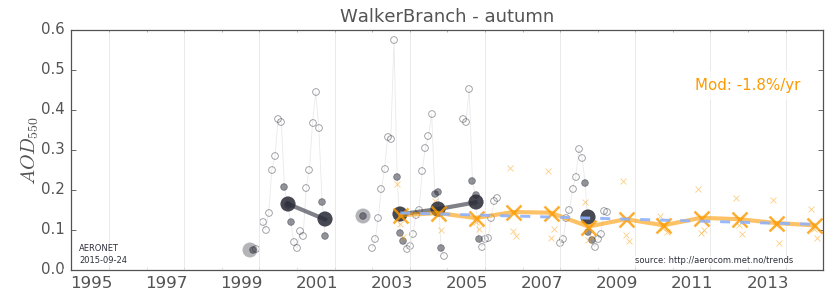 WalkerBranch - autumn
0.6
0.5
0.4
0.3
0.2
0.1
0.0
AOD550
Mod: -1.8%/yr
AERONET
2015-09-24
source: http://aerocom.met.no/trends
1995 1997 1999 2001 2003 2005 2007 2009 2011 2013